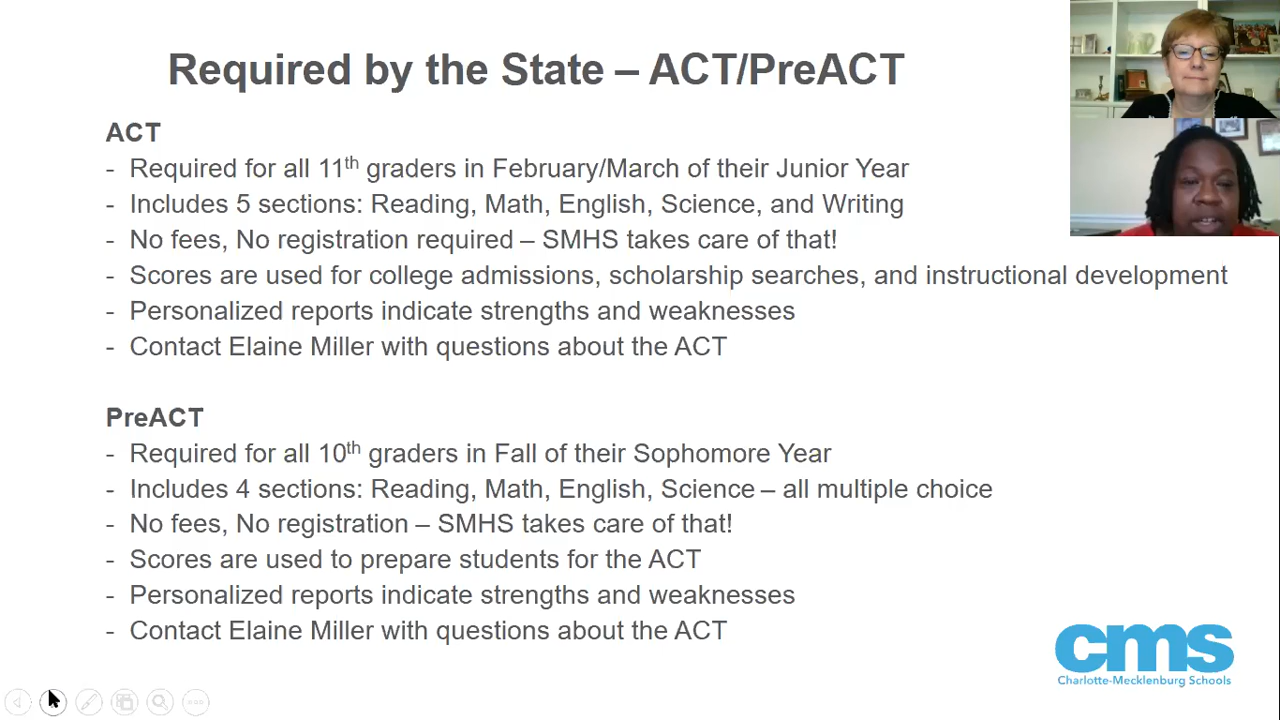 Required by the State – ACT/PreACT
ACT
- Required for all 11th graders in February/March of their Junior Year
- Includes 5 sections: Reading, Math, English, Science, and Writing
- No fees, No registration required – SMHS takes care of that!
- Scores are used for college admissions, scholarship searches, and instructional development
- Personalized reports indicate strengths and weaknesses
- Contact Elaine Miller with questions about the ACT
PreACT
- Required for all 10th graders in Fall of their Sophomore Year
- Includes 4 sections: Reading, Math, English, Science – all multiple choice
- No fees, No registration – SMHS takes care of that!
- Scores are used to prepare students for the ACT
- Personalized reports indicate strengths and weaknesses
- Contact Elaine Miller with questions about the ACT
cms
Charlotte-Mecklenburg Schools